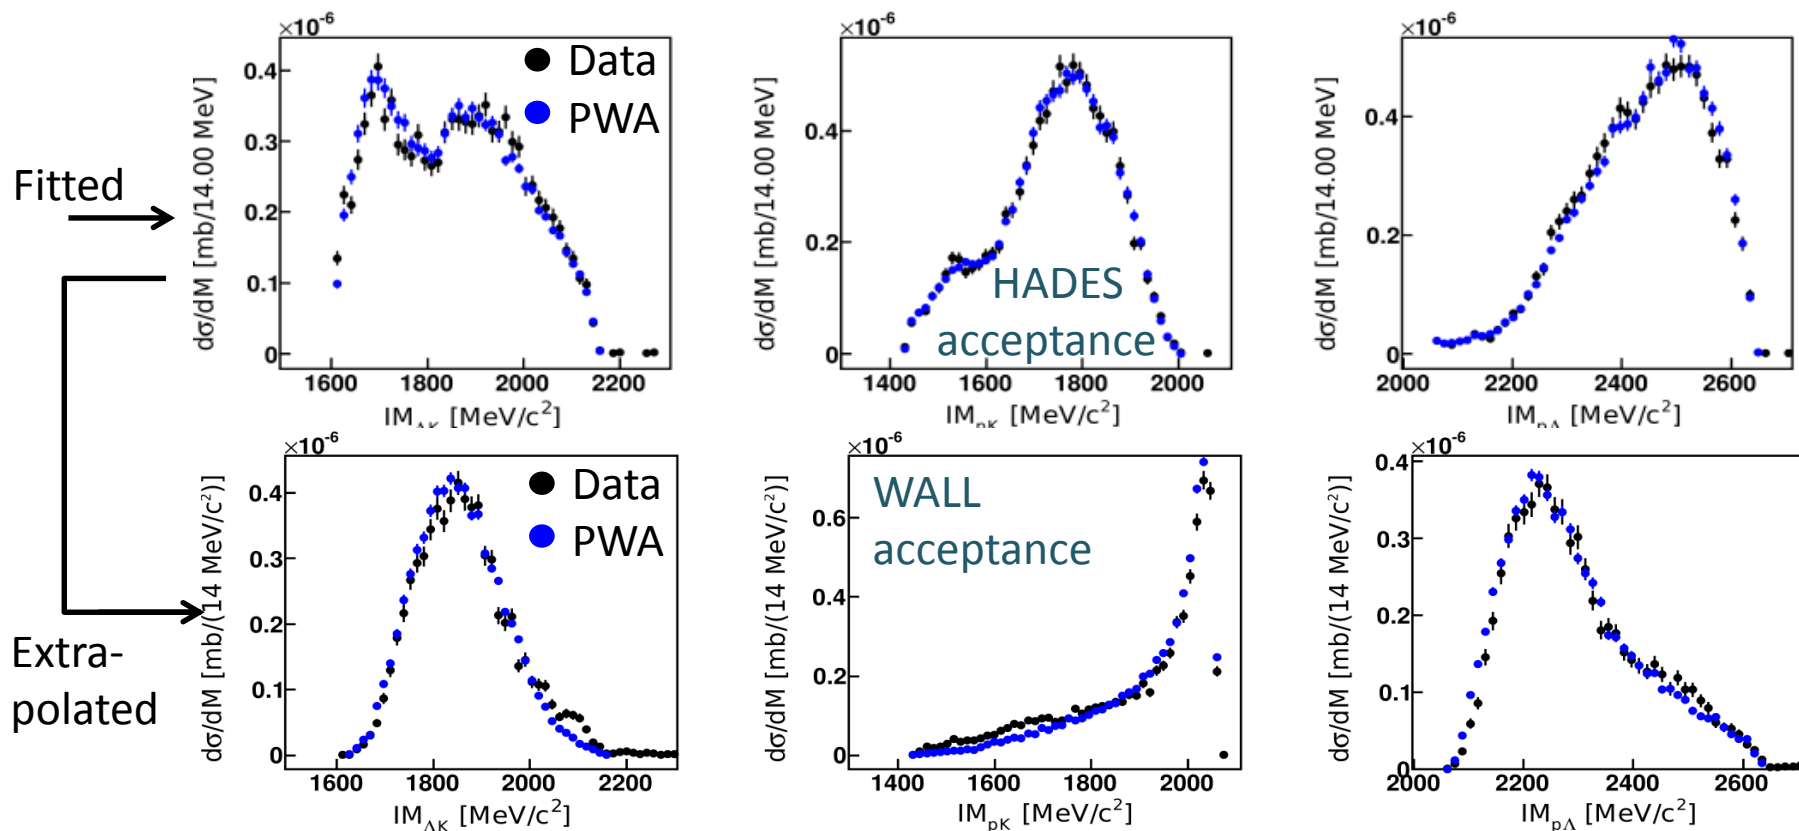 ×10⁻⁶
×10⁻⁶
×10⁻⁶
Data
PWA
0.4
0.3
0.2
0.1
0
dσ/dM [mb/14.00 MeV]
1600 1800 2000 2200
IM_ΛK [MeV/c²]
0.4
0.2
0
dσ/dM [mb/14.00 MeV]
HADES
acceptance
1400 1600 1800 2000
IM_pK [MeV/c²]
0.4
0.2
0
dσ/dM [mb/14.00 MeV]
2000 2200 2400 2600
IM_pΛ [MeV/c²]
Fitted
Extra-
polated
×10⁻⁶
×10⁻⁶
×10⁻⁶
Data
PWA
0.4
0.3
0.2
0.1
0
dσ/dM [mb/(14 MeV/c²)]
1600 1800 2000 2200
IM_ΛK [MeV/c²]
WALL
acceptance
0.6
0.4
0.2
0
dσ/dM [mb/(14 MeV/c²)]
1400 1600 1800 2000
IM_pK [MeV/c²]
0.4
0.3
0.2
0.1
0
dσ/dM [mb/(14 MeV/c²)]
2000 2200 2400 2600
IM_pΛ [MeV/c²]